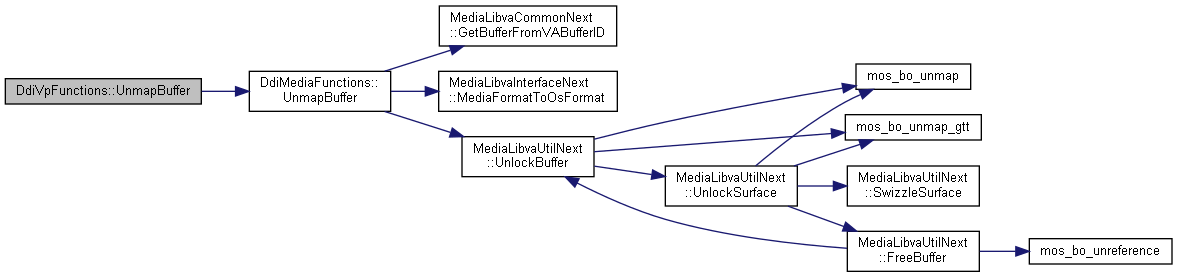 DdiVpFunctions::UnmapBuffer
DdiMediaFunctions::
UnmapBuffer
MediaLibvaCommonNext
::GetBufferFromVABufferID
MediaLibvaInterfaceNext
::MediaFormatToOsFormat
MediaLibvaUtilNext
::UnlockBuffer
MediaLibvaUtilNext
::UnlockSurface
mos_bo_unmap
mos_bo_unmap_gtt
MediaLibvaUtilNext
::SwizzleSurface
MediaLibvaUtilNext
::FreeBuffer
mos_bo_unreference